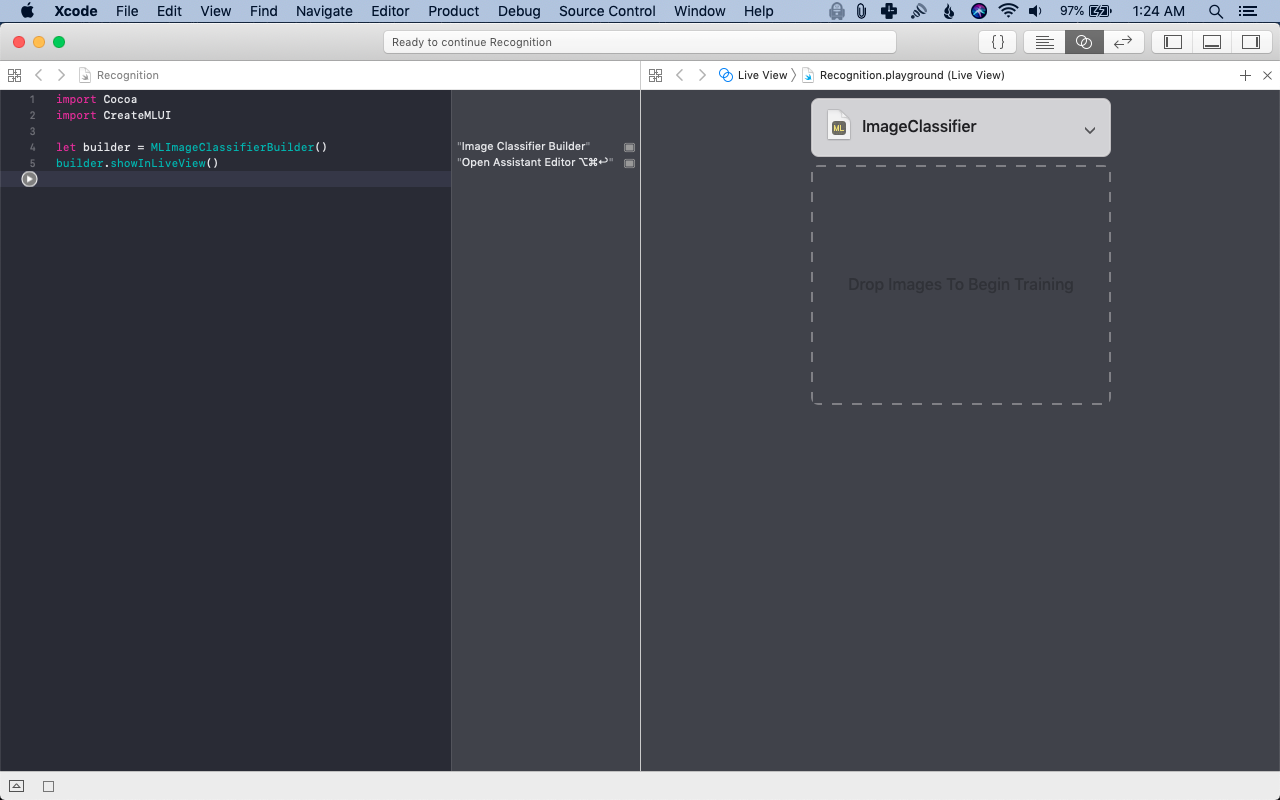 Xcode File Edit View Find Navigate Editor Product Debug Source Control Window Help 97% 1:24 AM
Ready to continue Recognition { }
Recognition
Live View 〉 Recognition.playground (Live View)
1 import Cocoa
2 import CreateMLUI
3
4 let builder = MLImageClassifierBuilder() "Image Classifier Builder"
5 builder.showInLiveView() "Open Assistant Editor ⌥⌘↩"
ML ImageClassifier
Drop Images To Begin Training